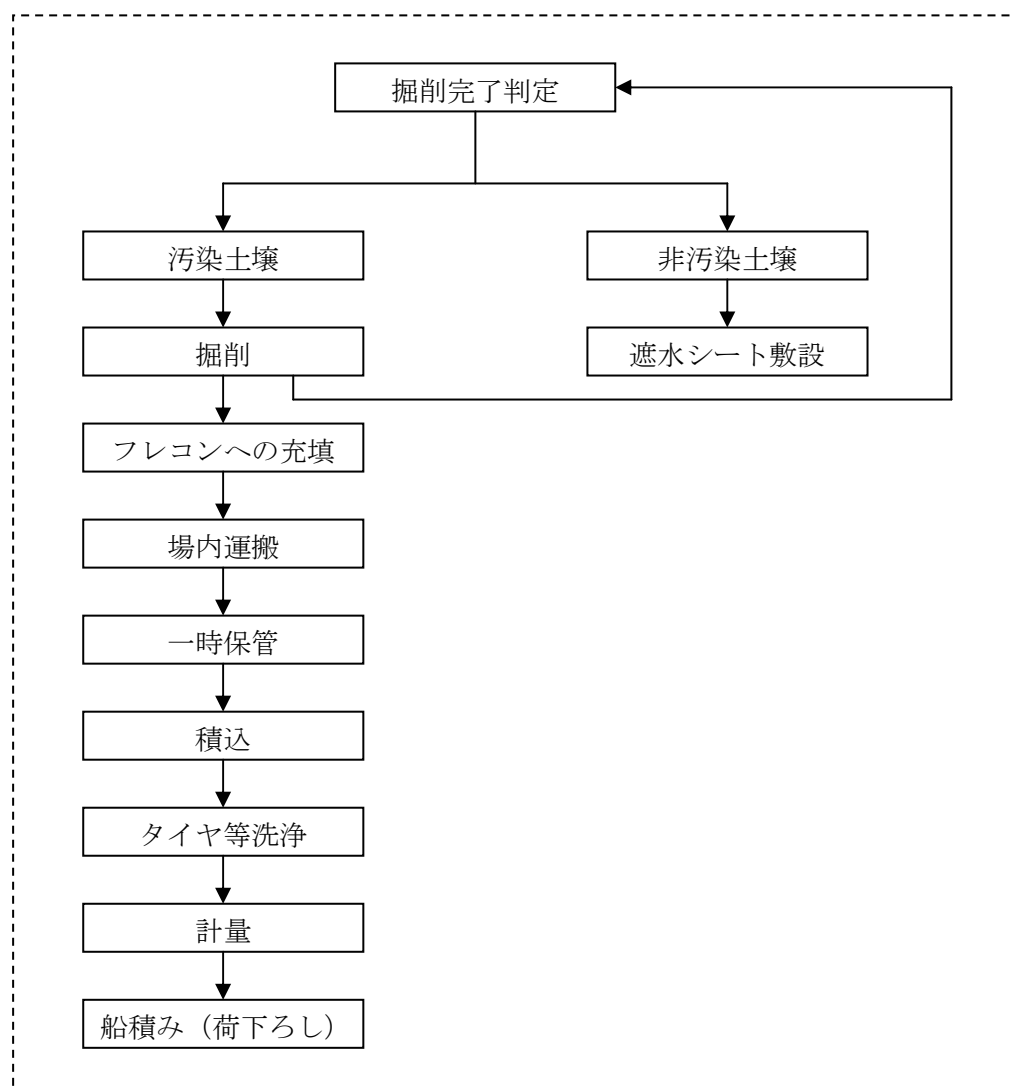 掘削完了判定
汚染土壌
非汚染土壌
掘削
遮水シート敷設
フレコンへの充填
場内運搬
一時保管
積込
タイヤ等洗浄
計量
船積み（荷下ろし）